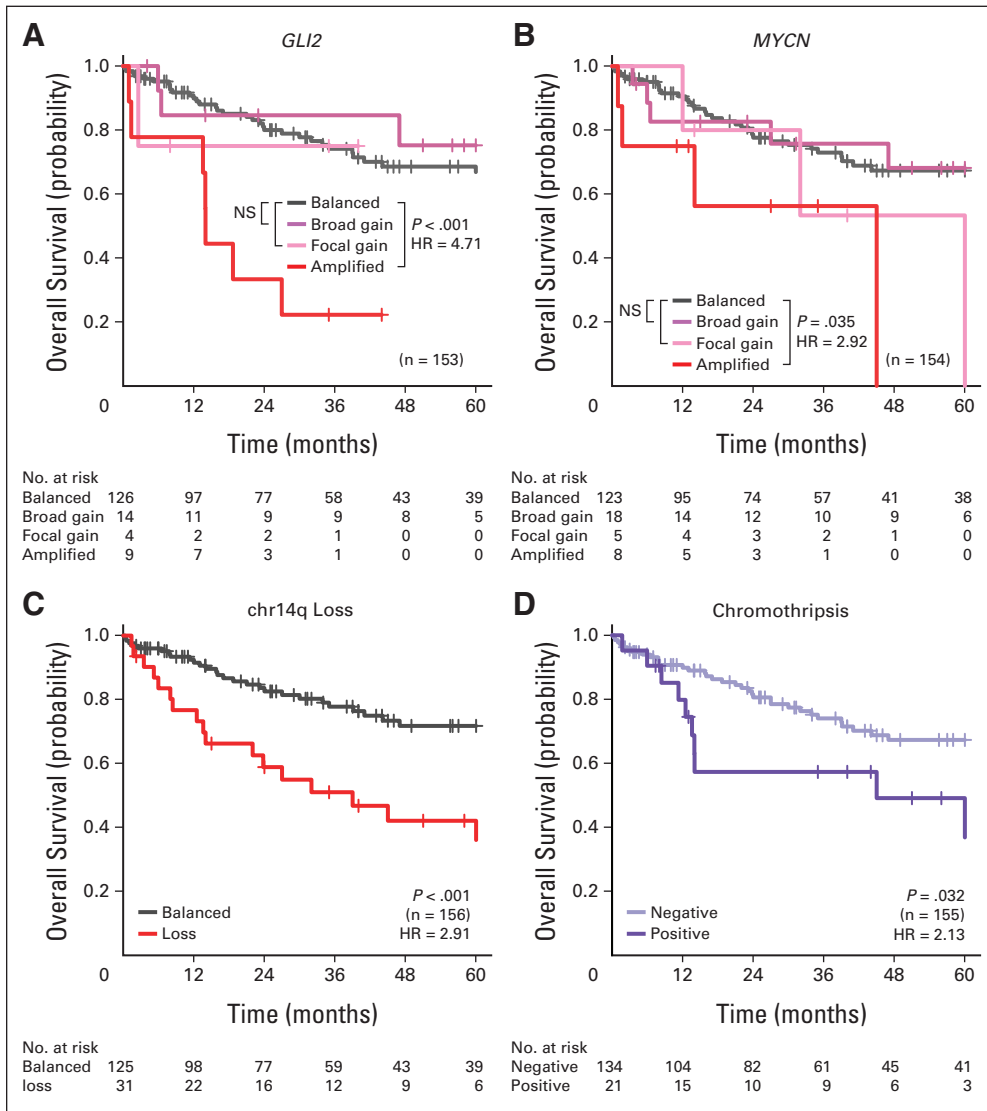 A
GLI2
Overall Survival (probability)
1.0
0.8
0.6
0.4
0.2
0
12
24
36
48
60
Time (months)
NS
Balanced
Broad gain
Focal gain
Amplified
P < .001
HR = 4.71
(n = 153)
No. at risk
Balanced 126 97 77 58 43 39
Broad gain 14 11 9 9 8 5
Focal gain 4 2 2 1 0 0
Amplified 9 7 3 1 0 0
B
MYCN
Overall Survival (probability)
1.0
0.8
0.6
0.4
0.2
0
12
24
36
48
60
Time (months)
NS
Balanced
Broad gain
Focal gain
Amplified
P = .035
HR = 2.92
(n = 154)
No. at risk
Balanced 123 95 74 57 41 38
Broad gain 18 14 12 10 9 6
Focal gain 5 4 3 2 1 0
Amplified 8 5 3 1 0 0
C
chr14q Loss
Overall Survival (probability)
1.0
0.8
0.6
0.4
0.2
0
12
24
36
48
60
Time (months)
Balanced
Loss
P < .001
(n = 156)
HR = 2.91
No. at risk
Balanced 125 98 77 59 43 39
loss 31 22 16 12 9 6
D
Chromothripsis
Overall Survival (probability)
1.0
0.8
0.6
0.4
0.2
0
12
24
36
48
60
Time (months)
Negative
Positive
P = .032
(n = 155)
HR = 2.13
No. at risk
Negative 134 104 82 61 45 41
Positive 21 15 10 9 6 3